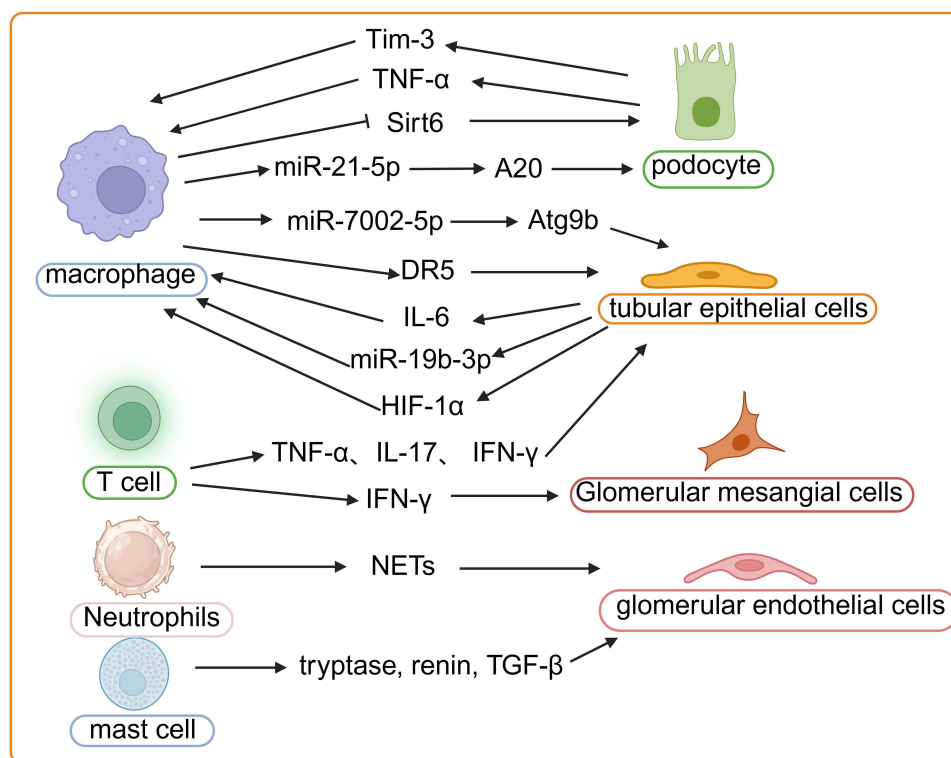 Tim-3
TNF-α
Sirt6
miR-21-5p
A20
podocyte
miR-7002-5p
Atg9b
macrophage
DR5
tubular epithelial cells
IL-6
miR-19b-3p
HIF-1α
TNF-α、 IL-17、 IFN-γ
T cell
IFN-γ
Glomerular mesangial cells
NETs
Neutrophils
glomerular endothelial cells
tryptase, renin, TGF-β
mast cell